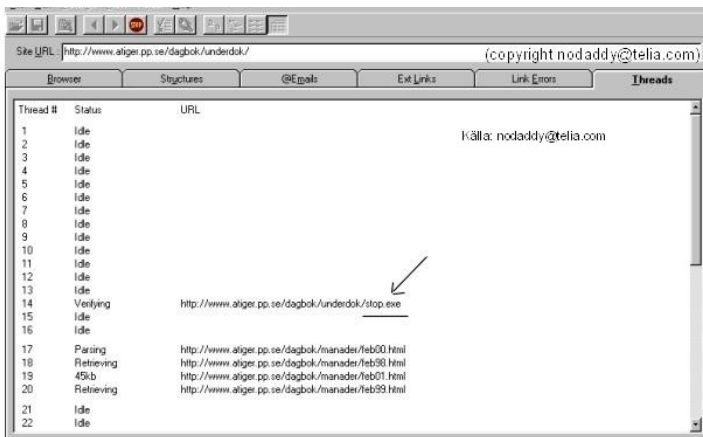 STOP
Site URL : http://www.atiger.pp.se/dagbok/underdok/
(copyright nodaddy@telia.com)
Browser Structures @Emails Ext Links Link Errors Threads
Thread # Status URL
Källa: nodaddy@telia.com
1 Idle
2 Idle
3 Idle
4 Idle
5 Idle
6 Idle
7 Idle
8 Idle
9 Idle
10 Idle
11 Idle
12 Idle
13 Idle
14 Verifying http://www.atiger.pp.se/dagbok/underdok/stop.exe
15 Idle
16 Idle
17 Parsing http://www.atiger.pp.se/dagbok/manader/feb00.html
18 Retrieving http://www.atiger.pp.se/dagbok/manader/feb98.html
19 45kb http://www.atiger.pp.se/dagbok/manader/feb01.html
20 Retrieving http://www.atiger.pp.se/dagbok/manader/feb99.html
21 Idle
22 Idle